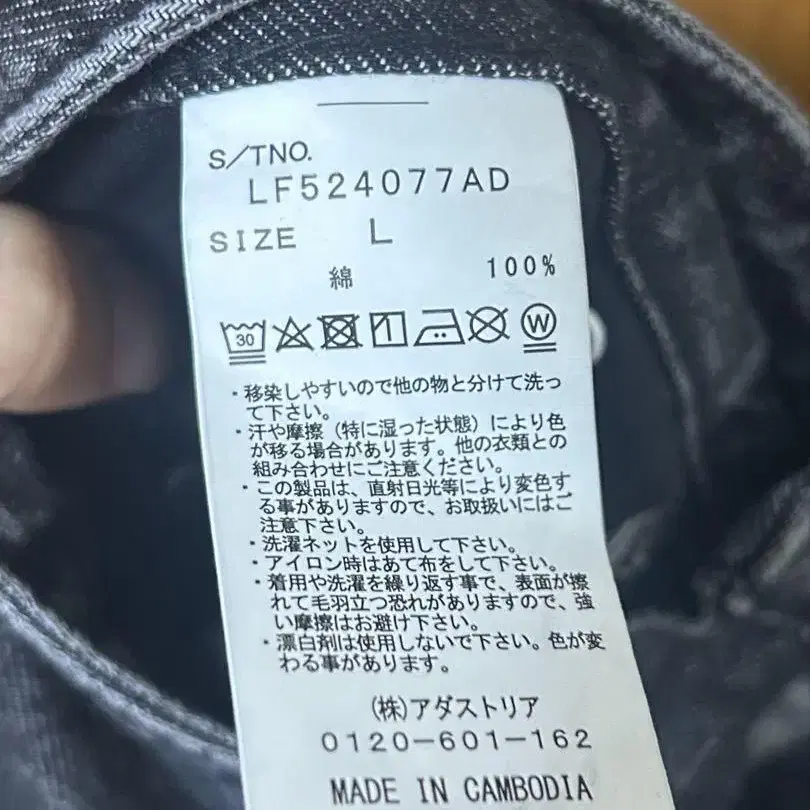 S/TNO.
LF524077AD
SIZE L
綿 100%
30 W
・移染しやすいので他の物と分けて洗っ
て下さい。
・汗や摩擦（特に湿った状態）により色
が移る場合があります。他の衣類との
組み合わせにご注意ください。
・この製品は、直射日光等により変色す
る事がありますので、お取扱いにはご
注意下さい。
・洗濯ネットを使用して下さい。
・アイロン時はあて布をして下さい。
・着用や洗濯を繰り返す事で、表面が擦
れて毛羽立つ恐れがありますので、強
い摩擦はお避け下さい。
・漂白剤は使用しないで下さい。色が変
わる事があります。
(株)アダストリア
0120-601-162
MADE IN CAMBODIA